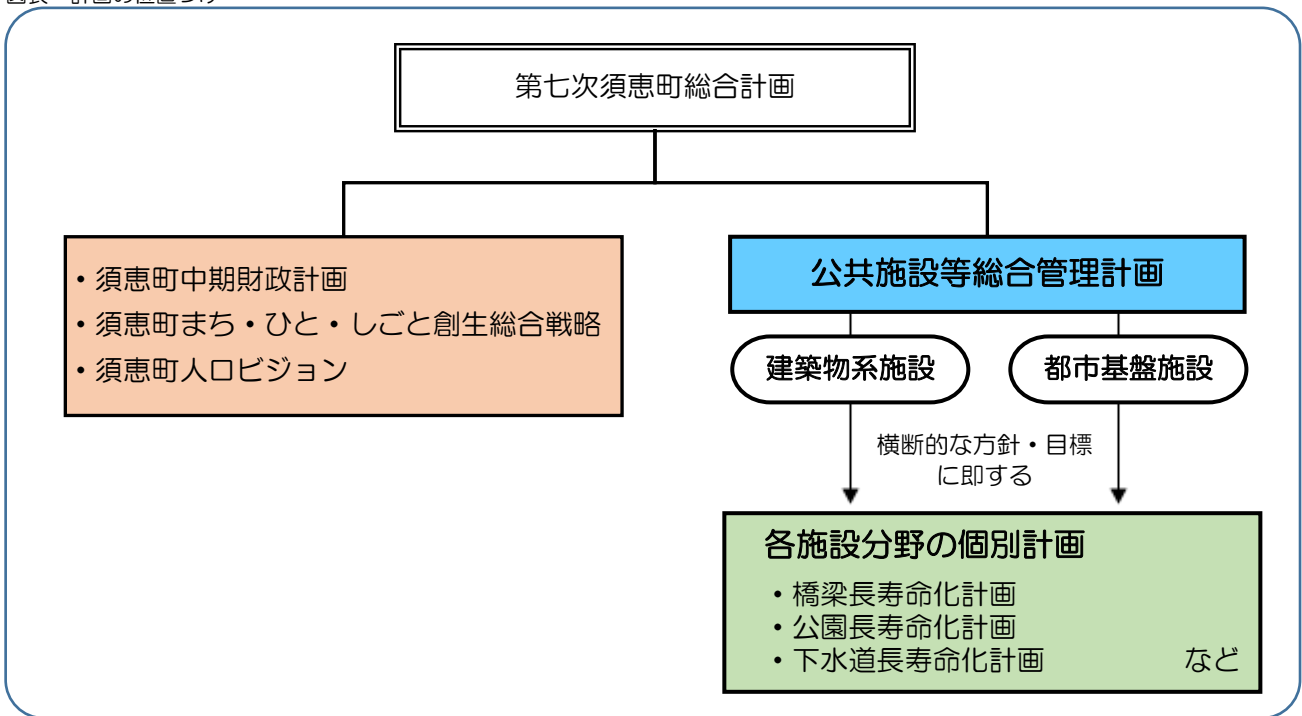 第七次須恵町総合計画
・須恵町中期財政計画
・須恵町まち・ひと・しごと創生総合戦略
・須恵町人口ビジョン
公共施設等総合管理計画
建築物系施設
都市基盤施設
横断的な方針・目標
に即する
各施設分野の個別計画
・橋梁長寿命化計画
・公園長寿命化計画
・下水道長寿命化計画 など